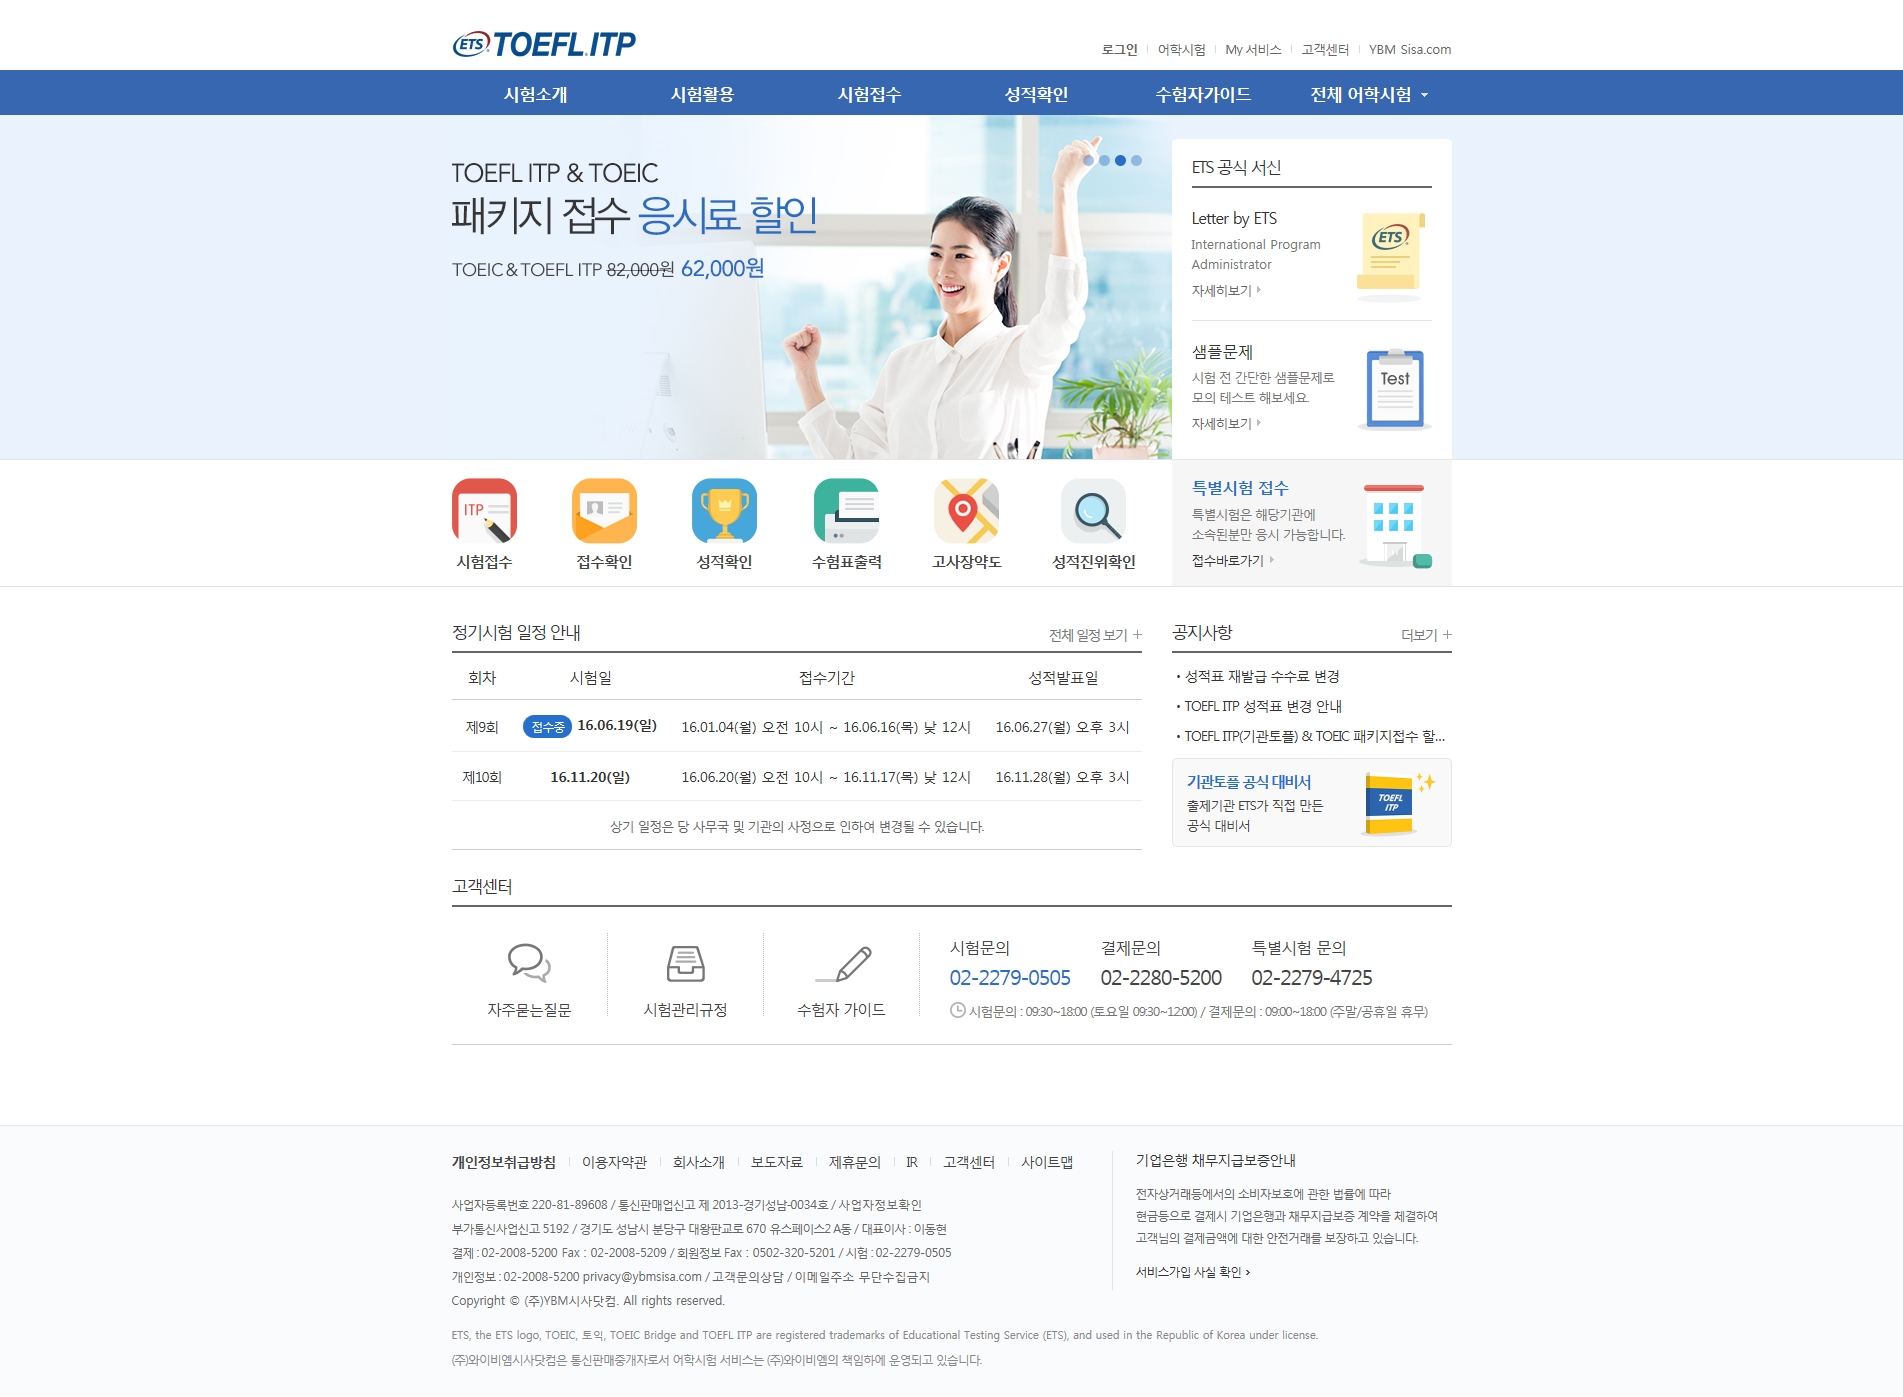 ETS TOEFL ITP
로그인 어학시험 My 서비스 고객센터 YBM Sisa.com
시험소개 시험활용 시험접수 성적확인 수험자가이드 전체 어학시험
TOEFL ITP & TOEIC
패키지 접수 응시료 할인
TOEIC & TOEFL ITP 82,000원 62,000원
ETS 공식 서신
Letter by ETS
International Program
Administrator
자세히보기
ETS
샘플문제
시험 전 간단한 샘플문제로
모의 테스트 해보세요.
자세히보기
Test
ITP
시험접수 접수확인 성적확인 수험표출력 고사장약도 성적진위확인
특별시험 접수
특별시험은 해당기관에
소속된분만 응시 가능합니다.
접수바로가기
정기시험 일정 안내 전체 일정 보기 +
회차 시험일 접수기간 성적발표일
제9회 접수중 16.06.19(일) 16.01.04(월) 오전 10시 ~ 16.06.16(목) 낮 12시 16.06.27(월) 오후 3시
제10회 16.11.20(일) 16.06.20(월) 오전 10시 ~ 16.11.17(목) 낮 12시 16.11.28(월) 오후 3시
상기 일정은 당 사무국 및 기관의 사정으로 인하여 변경될 수 있습니다.
공지사항 더보기 +
· 성적표 재발급 수수료 변경
· TOEFL ITP 성적표 변경 안내
· TOEFL ITP(기관토플) & TOEIC 패키지접수 할...
기관토플 공식 대비서
출제기관 ETS가 직접 만든
공식 대비서
TOEFL
ITP
고객센터
자주묻는질문 시험관리규정 수험자 가이드
시험문의 결제문의 특별시험 문의
02-2279-0505 02-2280-5200 02-2279-4725
시험문의 : 09:30~18:00 (토요일 09:30~12:00) / 결제문의 : 09:00~18:00 (주말/공휴일 휴무)
개인정보취급방침 이용자약관 회사소개 보도자료 제휴문의 IR 고객센터 사이트맵
사업자등록번호 220-81-89608 / 통신판매업신고 제 2013-경기성남-0034호 / 사업자정보확인
부가통신사업신고 5192 / 경기도 성남시 분당구 대왕판교로 670 유스페이스2 A동 / 대표이사 : 이동현
결제 : 02-2008-5200 Fax : 02-2008-5209 / 회원정보 Fax : 0502-320-5201 / 시험 : 02-2279-0505
개인정보 : 02-2008-5200 privacy@ybmsisa.com / 고객문의상담 / 이메일주소 무단수집금지
Copyright © (주)YBM시사닷컴. All rights reserved.
기업은행 채무지급보증안내
전자상거래등에서의 소비자보호에 관한 법률에 따라
현금등으로 결제시 기업은행과 채무지급보증 계약을 체결하여
고객님의 결제금액에 대한 안전거래를 보장하고 있습니다.
서비스가입 사실 확인 >
ETS, the ETS logo, TOEIC, 토익, TOEIC Bridge and TOEFL ITP are registered trademarks of Educational Testing Service (ETS), and used in the Republic of Korea under license.
(주)와이비엠시사닷컴은 통신판매중개자로서 어학시험 서비스는 (주)와이비엠의 책임하에 운영되고 있습니다.